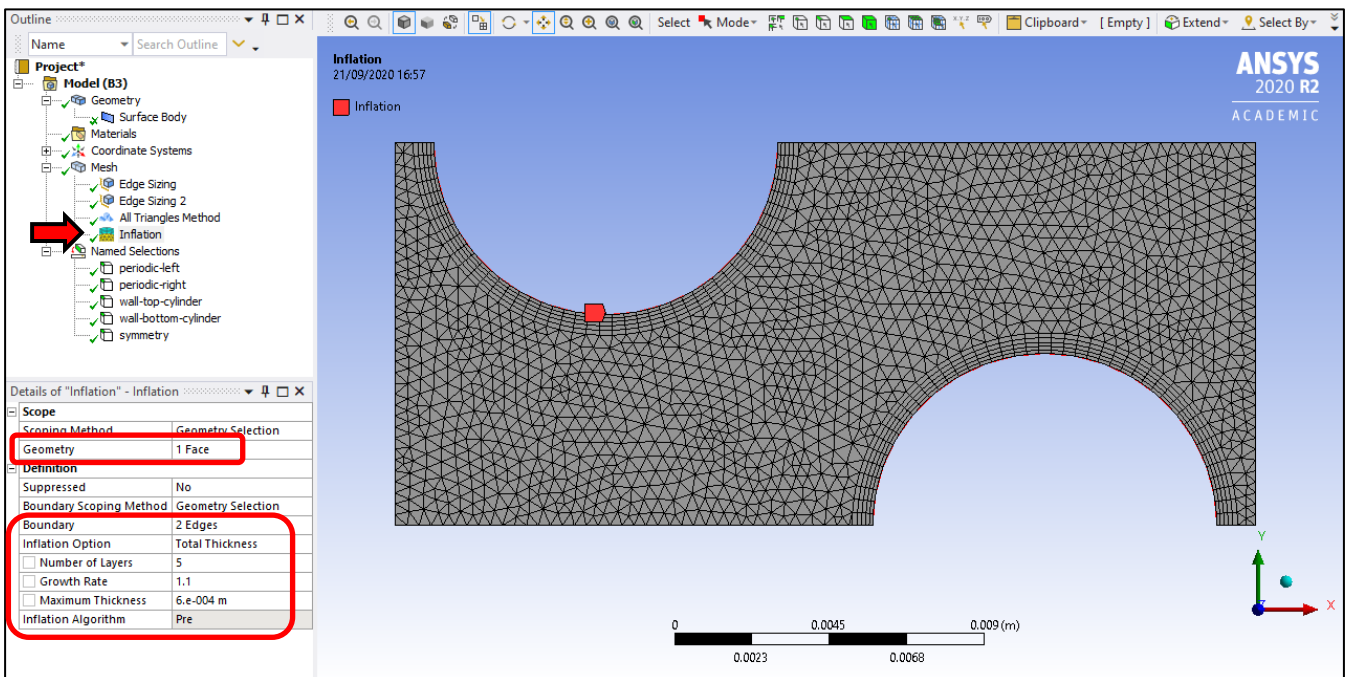 Outline
Name Search Outline
Project*
Model (B3)
Geometry
Surface Body
Materials
Coordinate Systems
Mesh
Edge Sizing
Edge Sizing 2
All Triangles Method
Inflation
Named Selections
periodic-left
periodic-right
wall-top-cylinder
wall-bottom-cylinder
symmetry
Details of "Inflation" - Inflation
Scope
Scoping Method Geometry Selection
Geometry 1 Face
Definition
Suppressed No
Boundary Scoping Method Geometry Selection
Boundary 2 Edges
Inflation Option Total Thickness
Number of Layers 5
Growth Rate 1.1
Maximum Thickness 6.e-004 m
Inflation Algorithm Pre
Select Mode Clipboard [ Empty ] Extend Select By
Inflation
21/09/2020 16:57
Inflation
ANSYS
2020 R2
ACADEMIC
Y
Z
X
0 0.0045 0.009 (m)
0.0023 0.0068